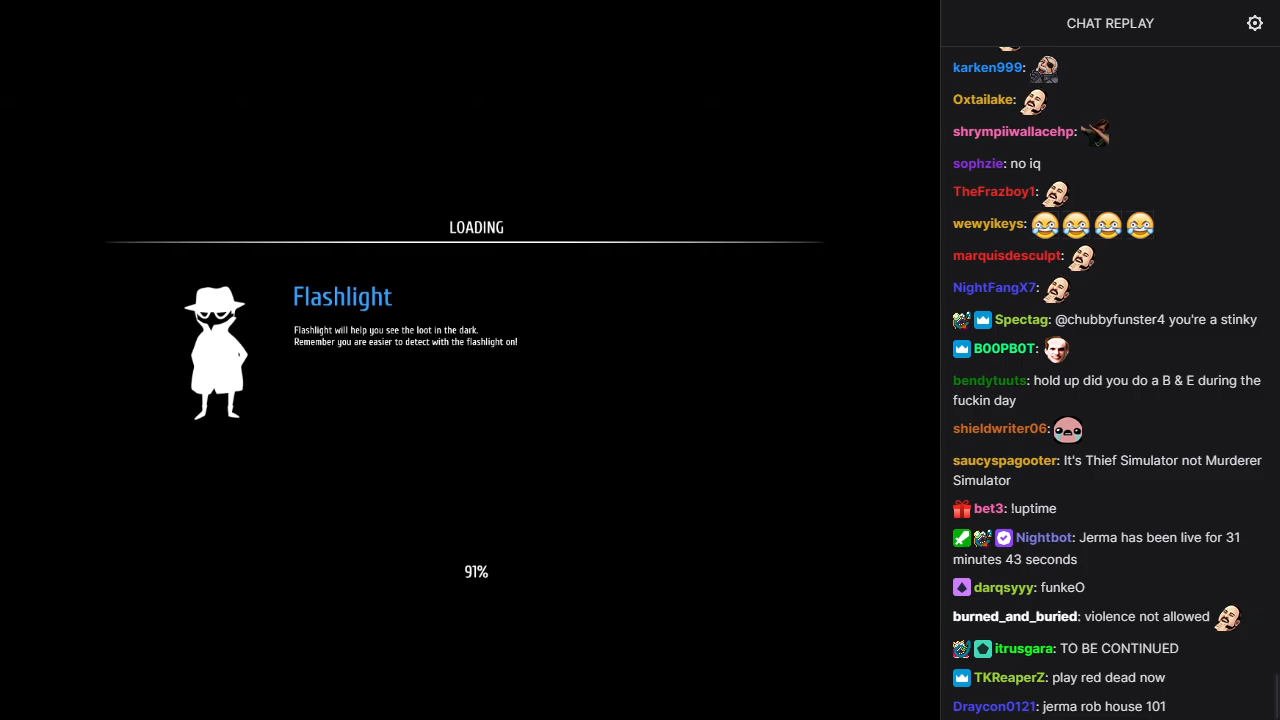 LOADING
Flashlight
Flashlight will help you see the loot in the dark.
Remember you are easier to detect with the flashlight on!
91%
CHAT REPLAY
karken999:
Oxtailake:
shrympiiwallacehp:
sophzie: no iq
TheFrazboy1:
wewyikeys:
marquisdesculpt:
NightFangX7:
Spectag: @chubbyfunster4 you're a stinky
B00PB0T:
bendytuuts: hold up did you do a B & E during the
fuckin day
shieldwriter06:
saucyspagooter: It's Thief Simulator not Murderer
Simulator
bet3: !uptime
Nightbot: Jerma has been live for 31
minutes 43 seconds
darqsyyy: funkeO
burned_and_buried: violence not allowed
itrusgara: TO BE CONTINUED
TKReaperZ: play red dead now
Draycon0121: jerma rob house 101